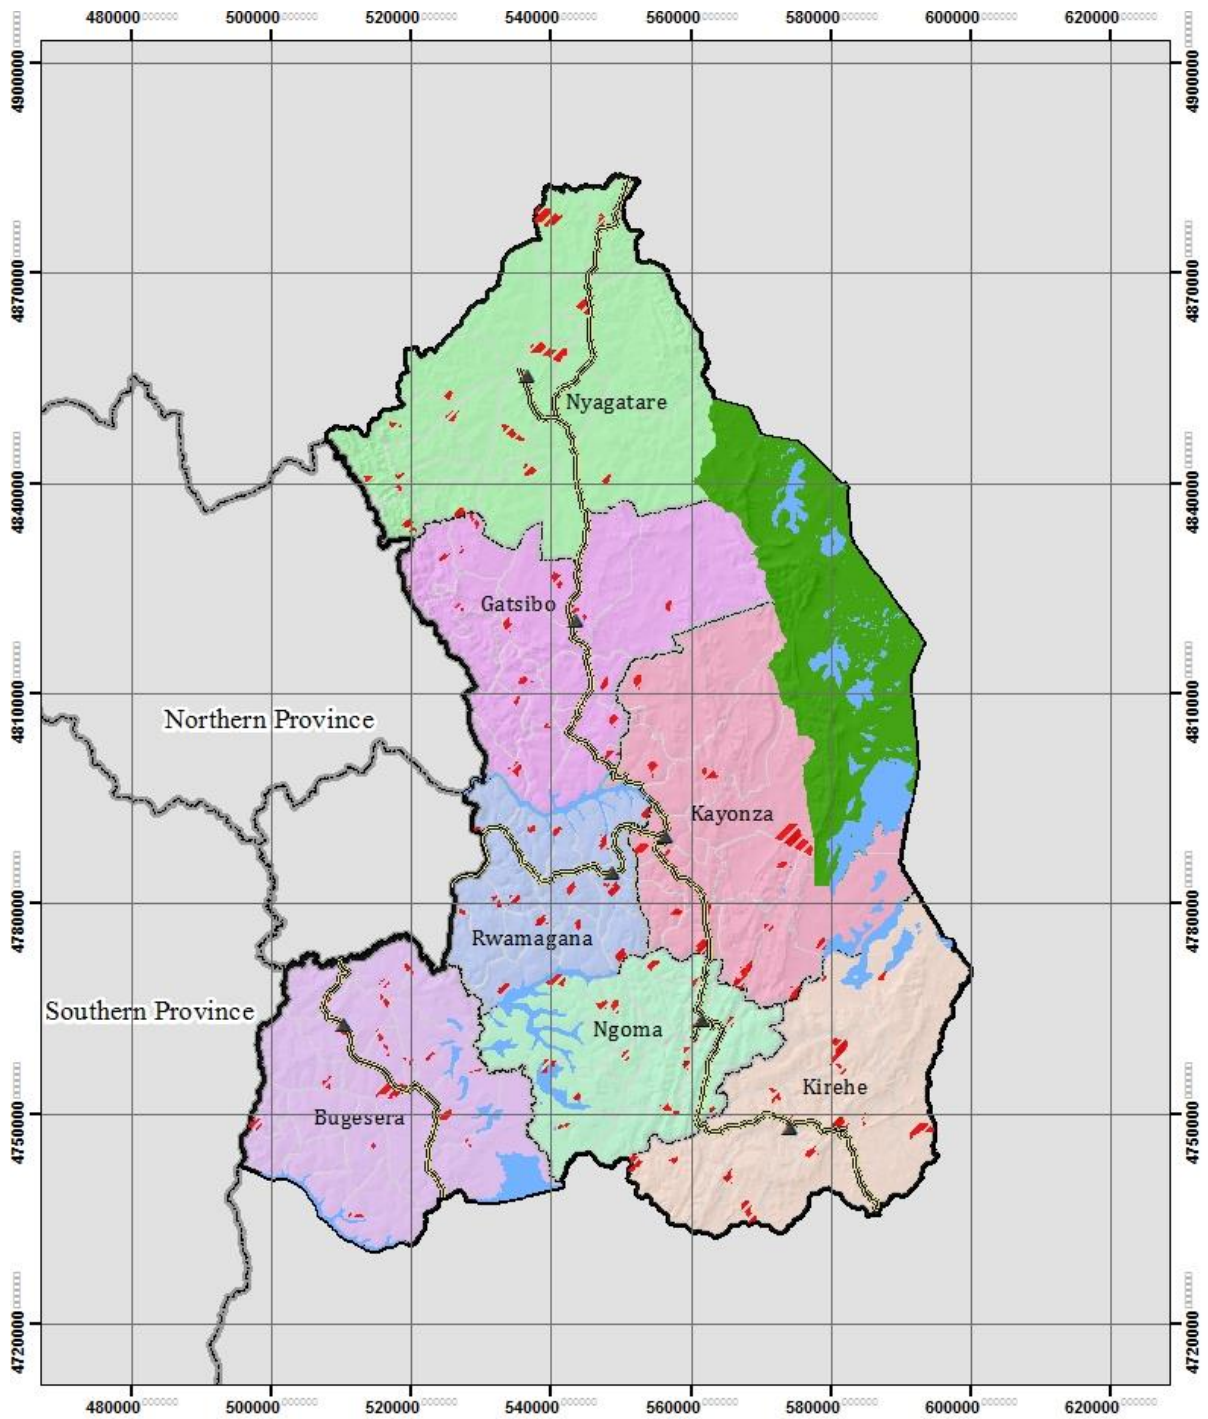 480000 500000 520000 540000 560000 580000 600000 620000
4900000 4900000
4870000 4870000
Nyagatare
4840000 4840000
Gatsibo
4810000 4810000
Northern Province
Kayonza
4780000 4780000
Rwamagana
Southern Province
Ngoma
Kirehe
Bugesera
4750000 4750000
4720000 4720000
480000 500000 520000 540000 560000 580000 600000 620000